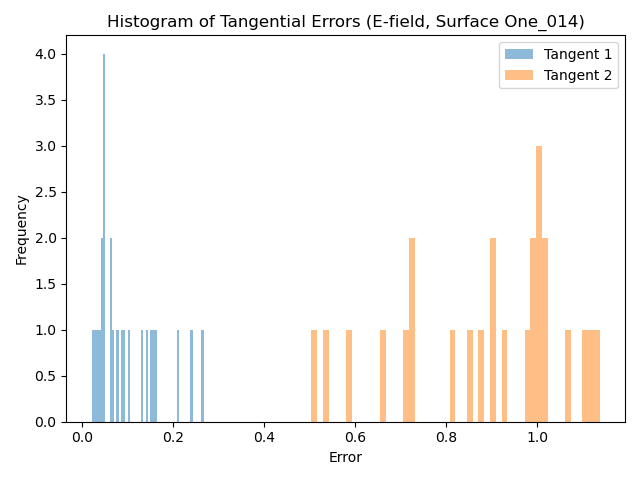 Histogram of Tangential Errors (E-field, Surface One_014)
Tangent 1
Tangent 2
Frequency
4.0
3.5
3.0
2.5
2.0
1.5
1.0
0.5
0.0
0.0 0.2 0.4 0.6 0.8 1.0
Error